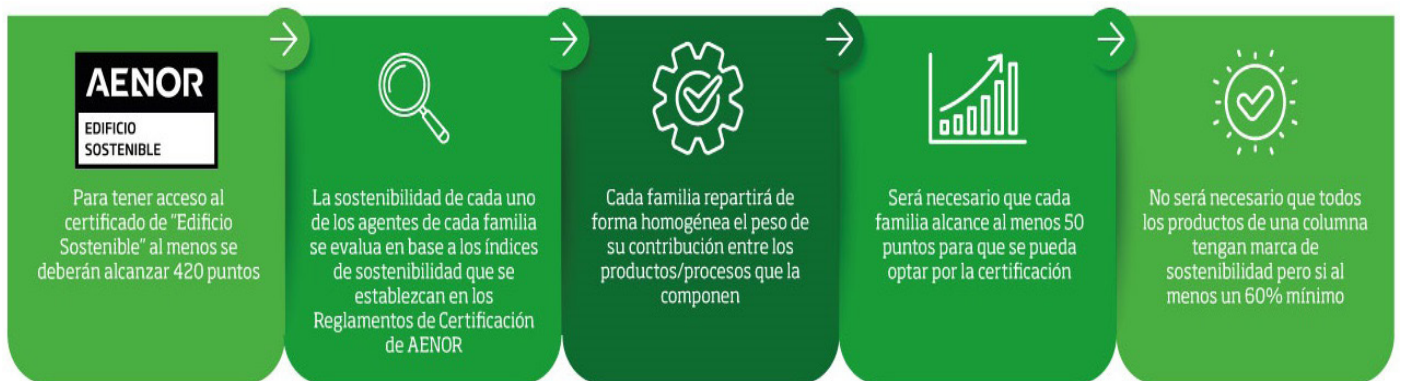 AENOR
EDIFICIO
SOSTENIBLE
Para tener acceso al
certificado de "Edificio
Sostenible" al menos se
deberán alcanzar 420 puntos
La sostenibilidad de cada uno
de los agentes de cada familia
se evalua en base a los índices
de sostenibilidad que se
establezcan en los
Reglamentos de Certificación
de AENOR
Cada familia repartirá de
forma homogénea el peso de
su contribución entre los
productos/procesos que la
componen
Será necesario que cada
familia alcance al menos 50
puntos para que se pueda
optar por la certificación
No será necesario que todos
los productos de una columna
tengan marca de
sostenibilidad pero si al
menos un 60% mínimo